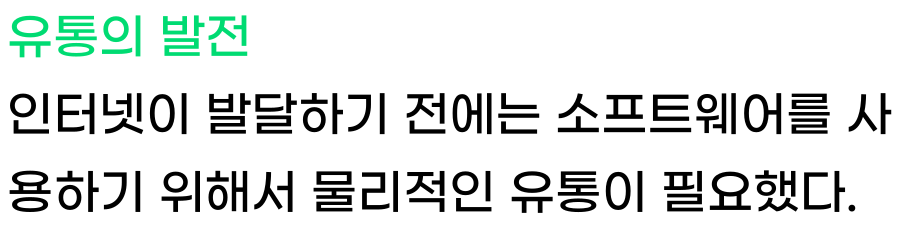 유통의 발전
인터넷이 발달하기 전에는 소프트웨어를 사
용하기 위해서 물리적인 유통이 필요했다.